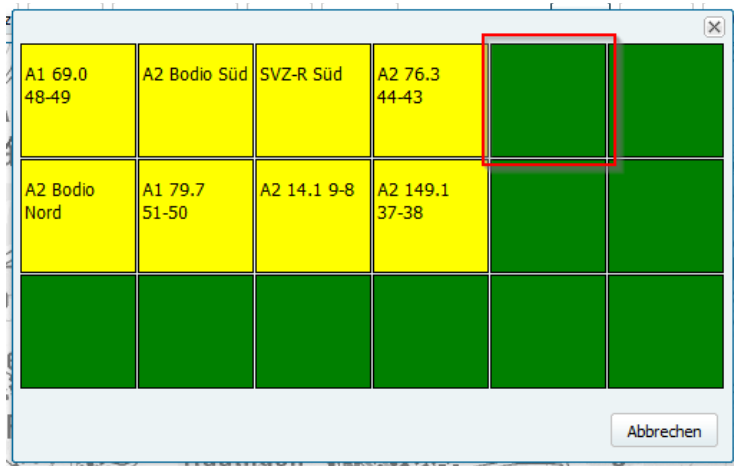 A1 69.0
48-49
A2 Bodio Süd
SVZ-R Süd
A2 76.3
44-43
A2 Bodio
Nord
A1 79.7
51-50
A2 14.1 9-8
A2 149.1
37-38
Abbrechen